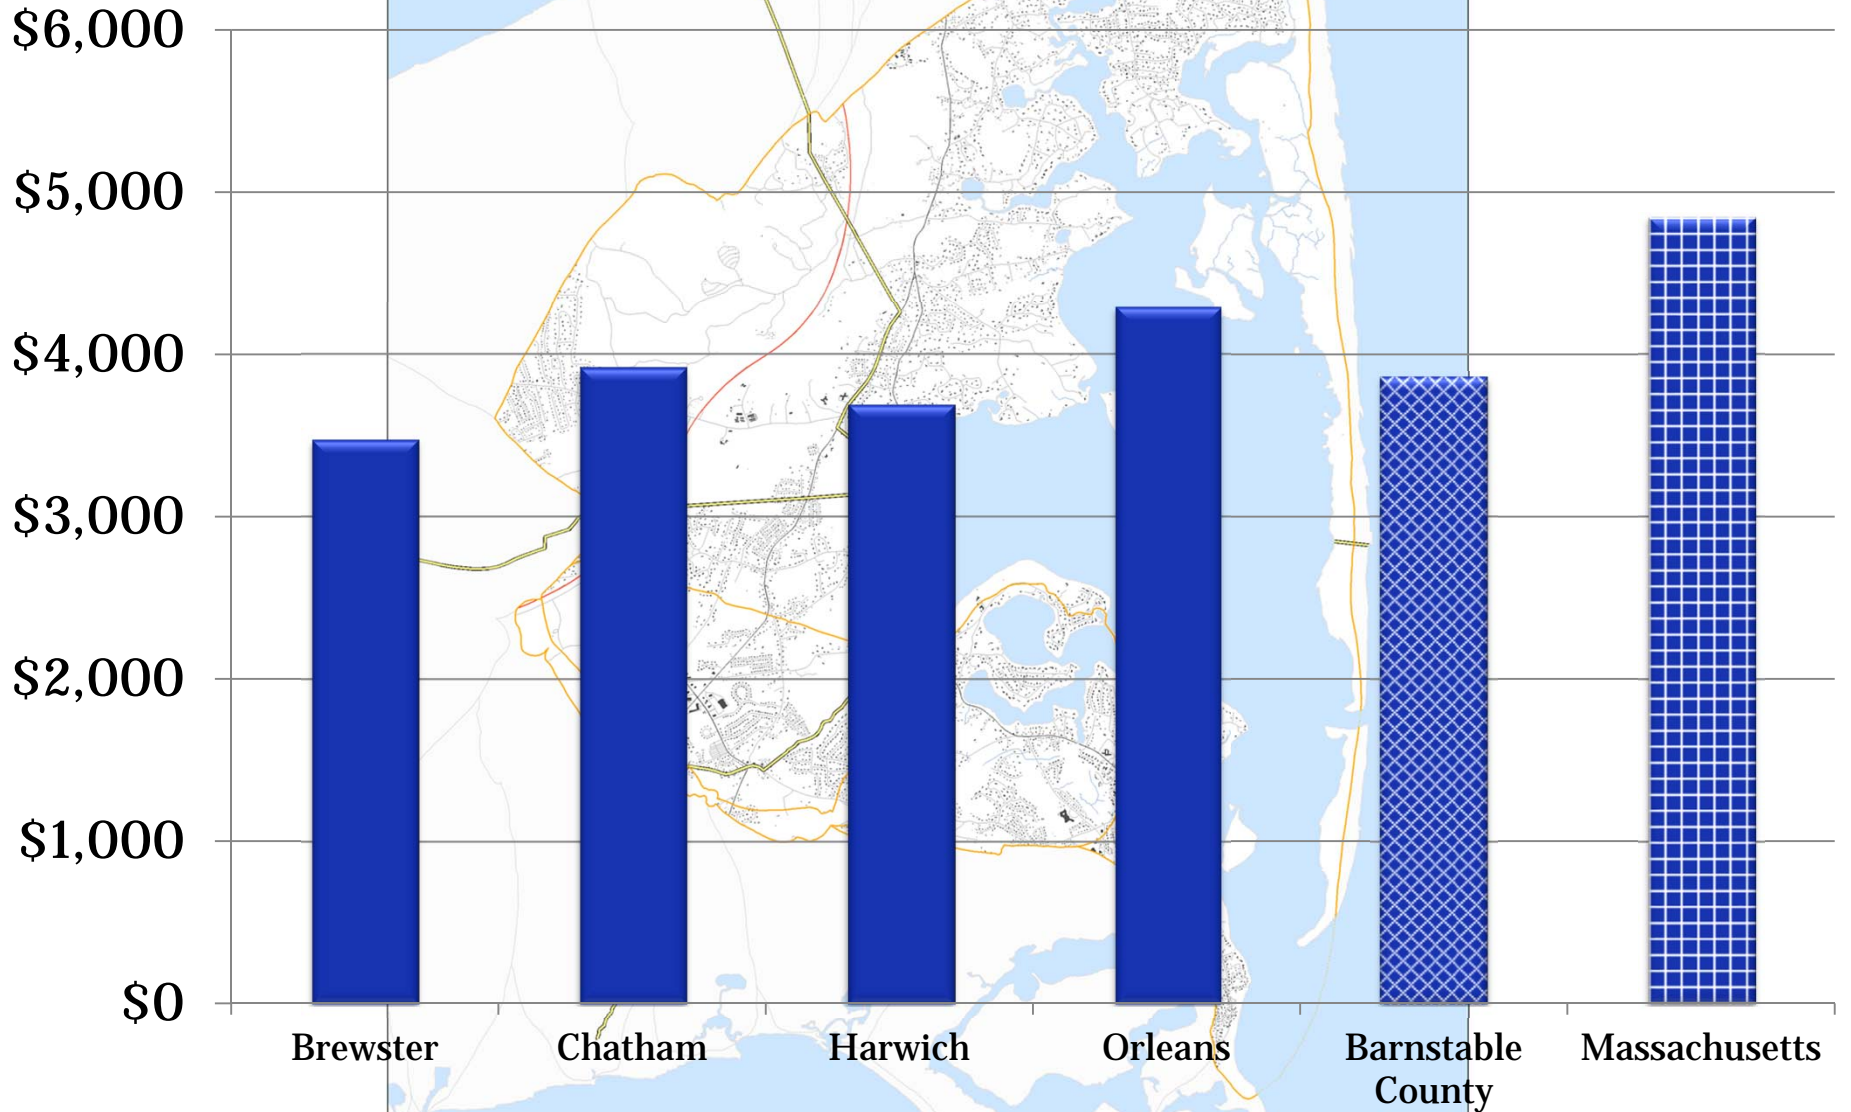 $6,000
$5,000
$4,000
$3,000
$2,000
$1,000
$0
Brewster
Chatham
Harwich
Orleans
Barnstable
County
Massachusetts